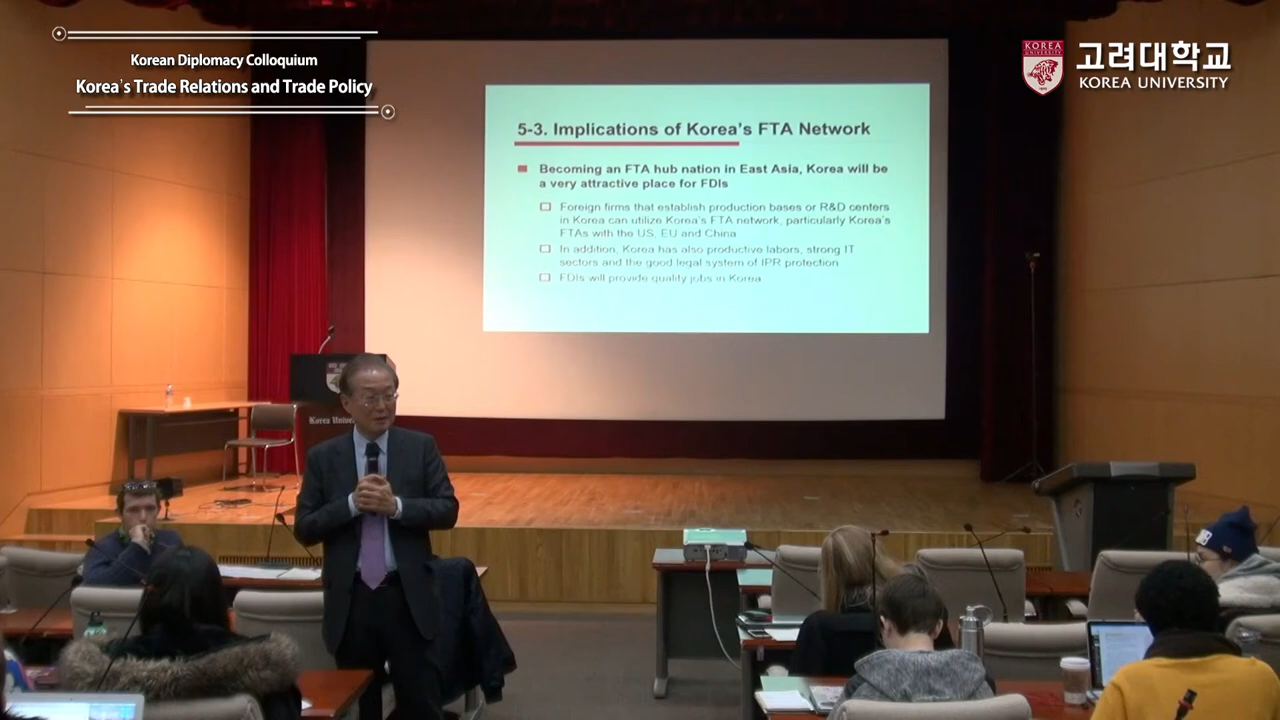 Korean Diplomacy Colloquium
Korea's Trade Relations and Trade Policy
KOREA
UNIVERSITY
고려대학교
KOREA UNIVERSITY
5-3. Implications of Korea's FTA Network
Becoming an FTA hub nation in East Asia, Korea will be
a very attractive place for FDIs
Foreign firms that establish production bases or R&D centers
in Korea can utilize Korea's FTA network, particularly Korea's
FTAs with the US, EU and China
In addition, Korea has also productive labors, strong IT
sectors and the good legal system of IPR protection
FDIs will provide quality jobs in Korea
Korea